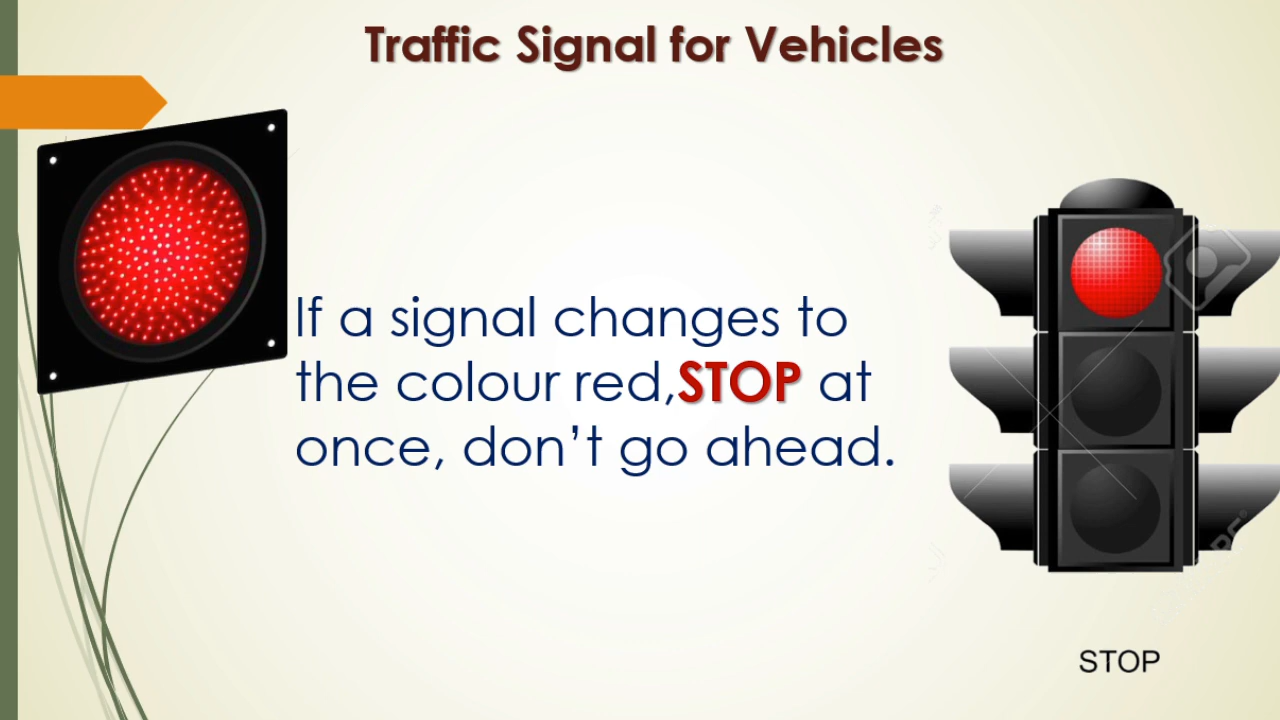 Traffic Signal for Vehicles
If a signal changes to
the colour red,STOP at
once, don’t go ahead.
STOP